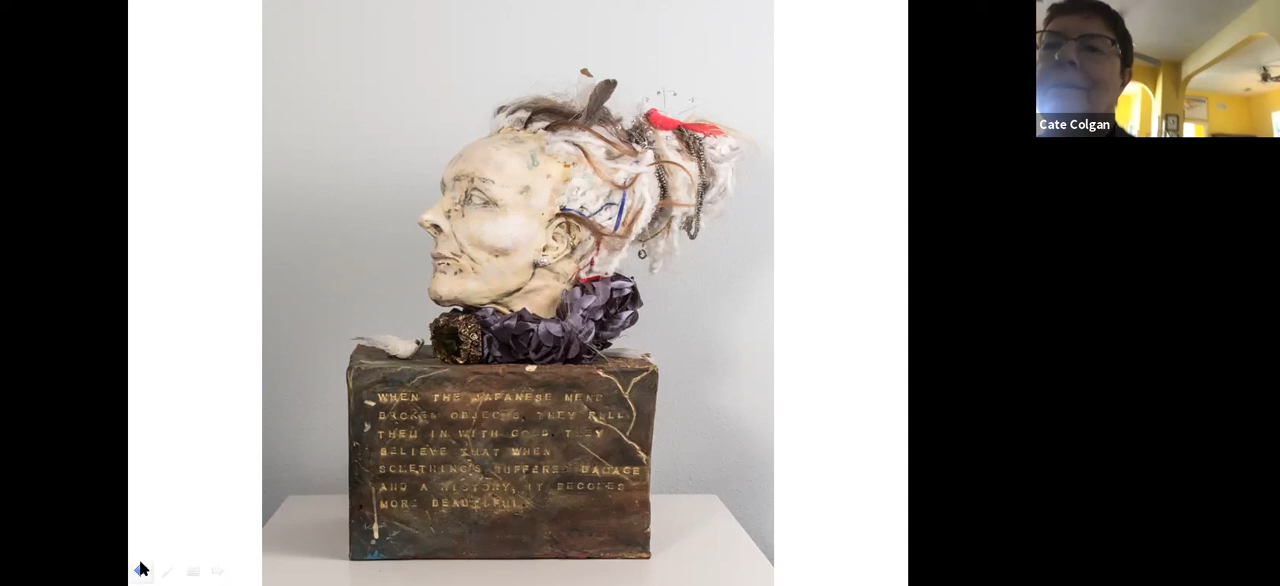 WHEN THE JAPANESE MEND
BROKEN OBJECTS, THEY FILL
THEM IN WITH GOLD. THEY
BELIEVE THAT WHEN
SOMETHING'S SUFFERED DAMAGE
AND A HISTORY, IT BECOMES
MORE BEAUTIFUL.
Cate Colgan